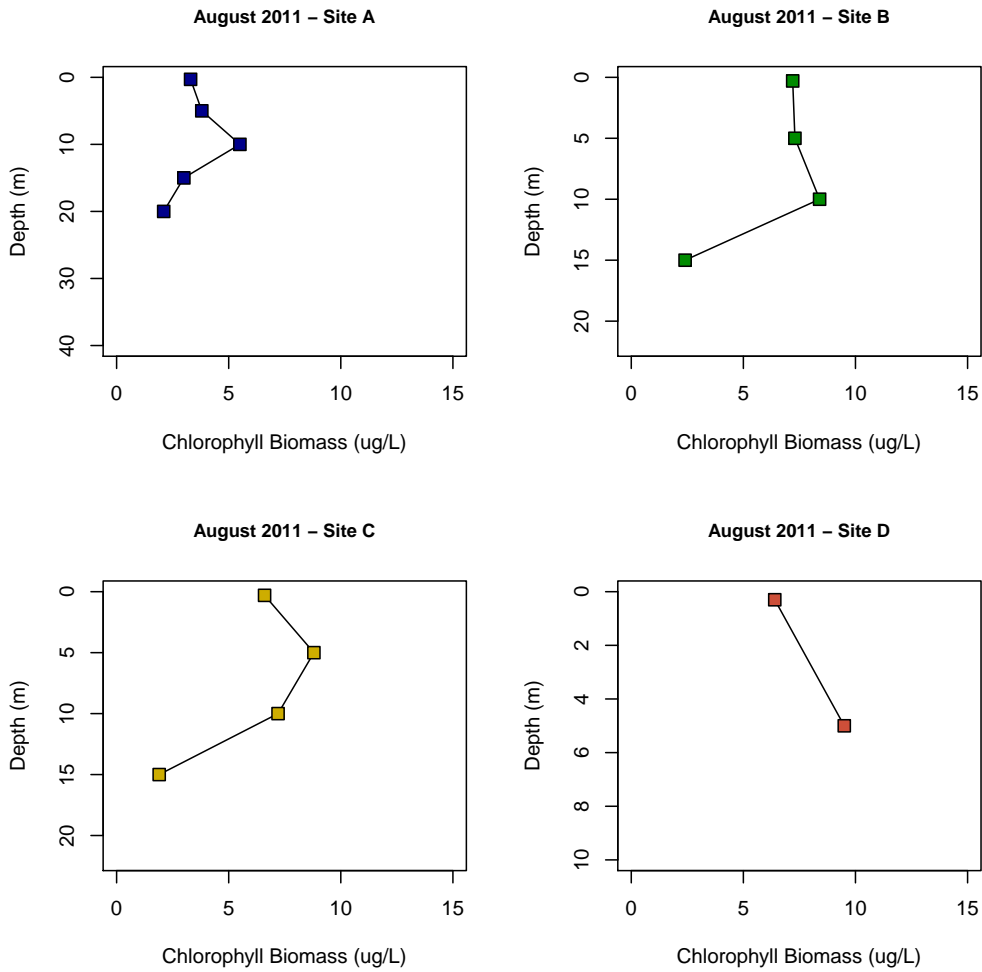 August 2011 – Site A
0
10
20
30
40
Depth (m)
0 5 10 15
Chlorophyll Biomass (ug/L)
August 2011 – Site B
0
5
10
15
20
Depth (m)
0 5 10 15
Chlorophyll Biomass (ug/L)
August 2011 – Site C
0
5
10
15
20
Depth (m)
0 5 10 15
Chlorophyll Biomass (ug/L)
August 2011 – Site D
0
2
4
6
8
10
Depth (m)
0 5 10 15
Chlorophyll Biomass (ug/L)